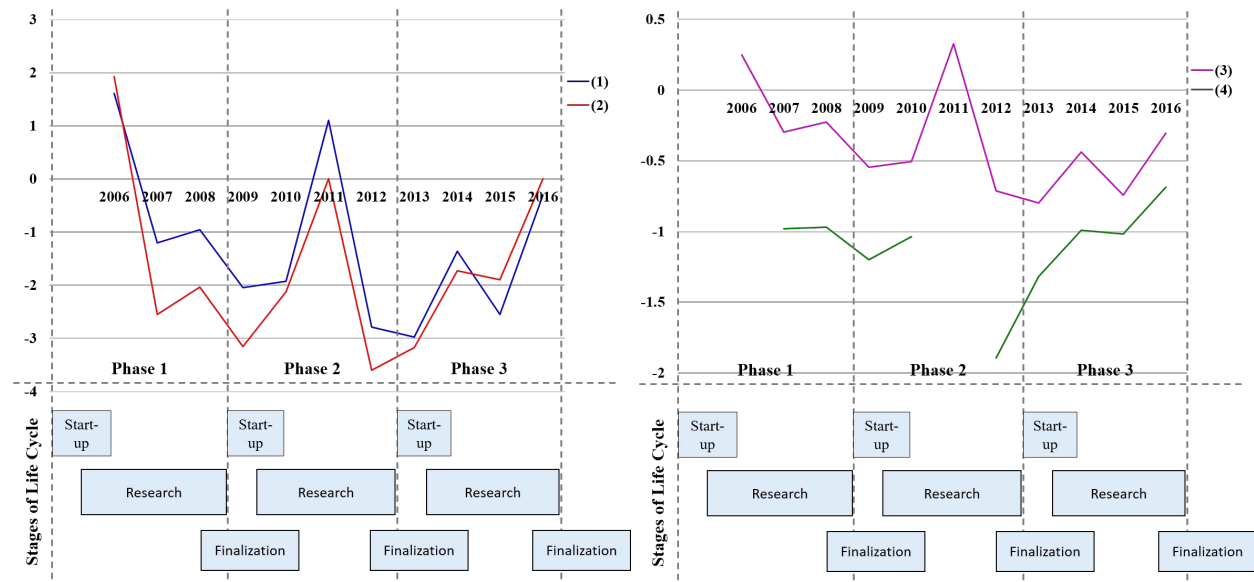 3
2
1
0
-1
-2
-3
-4
2006 2007 2008 2009 2010 2011 2012 2013 2014 2015 2016
(1)
(2)
Phase 1 Phase 2 Phase 3
Stages of Life Cycle
Start-
up
Start-
up
Start-
up
Research Research Research
Finalization Finalization Finalization
0.5
0
-0.5
-1
-1.5
-2
2006 2007 2008 2009 2010 2011 2012 2013 2014 2015 2016
(3)
(4)
Phase 1 Phase 2 Phase 3
Stages of Life Cycle
Start-
up
Start-
up
Start-
up
Research Research Research
Finalization Finalization Finalization